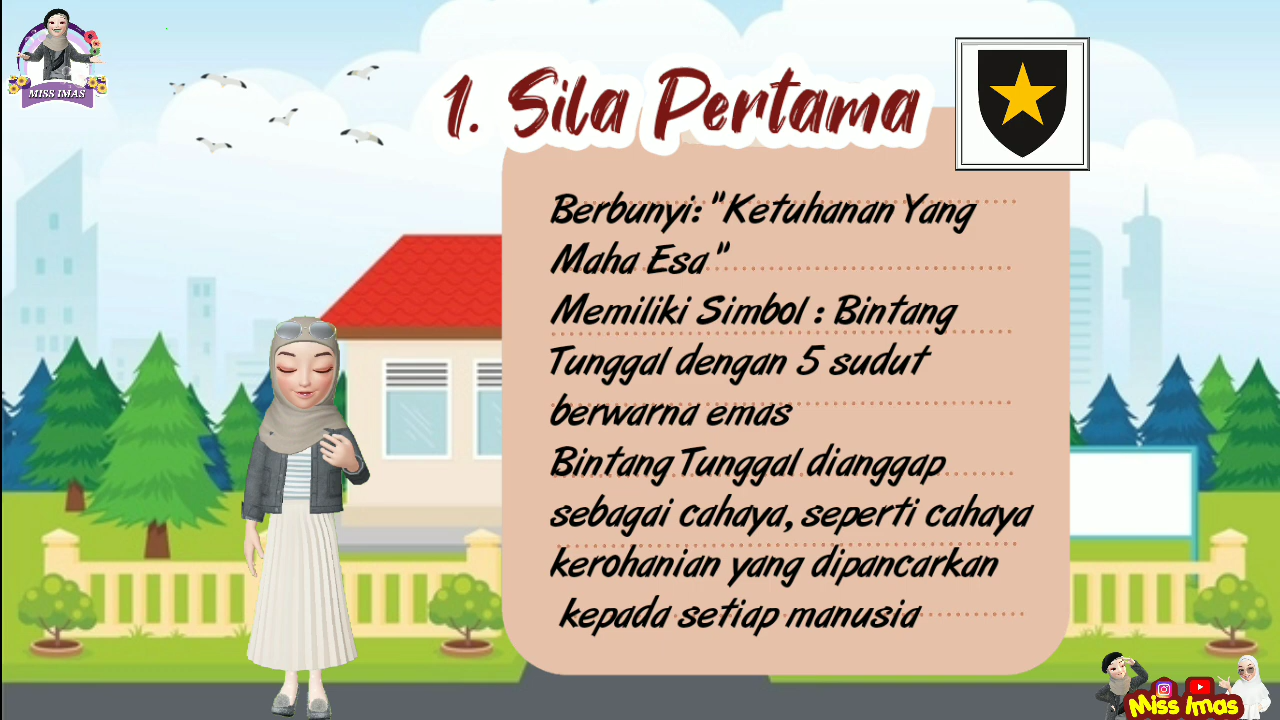 MISS IMAS
1. Sila Pertama
Berbunyi: "Ketuhanan Yang
Maha Esa"
Memiliki Simbol : Bintang
Tunggal dengan 5 sudut
berwarna emas
Bintang Tunggal dianggap
sebagai cahaya, seperti cahaya
kerohanian yang dipancarkan
kepada setiap manusia
Miss Imas